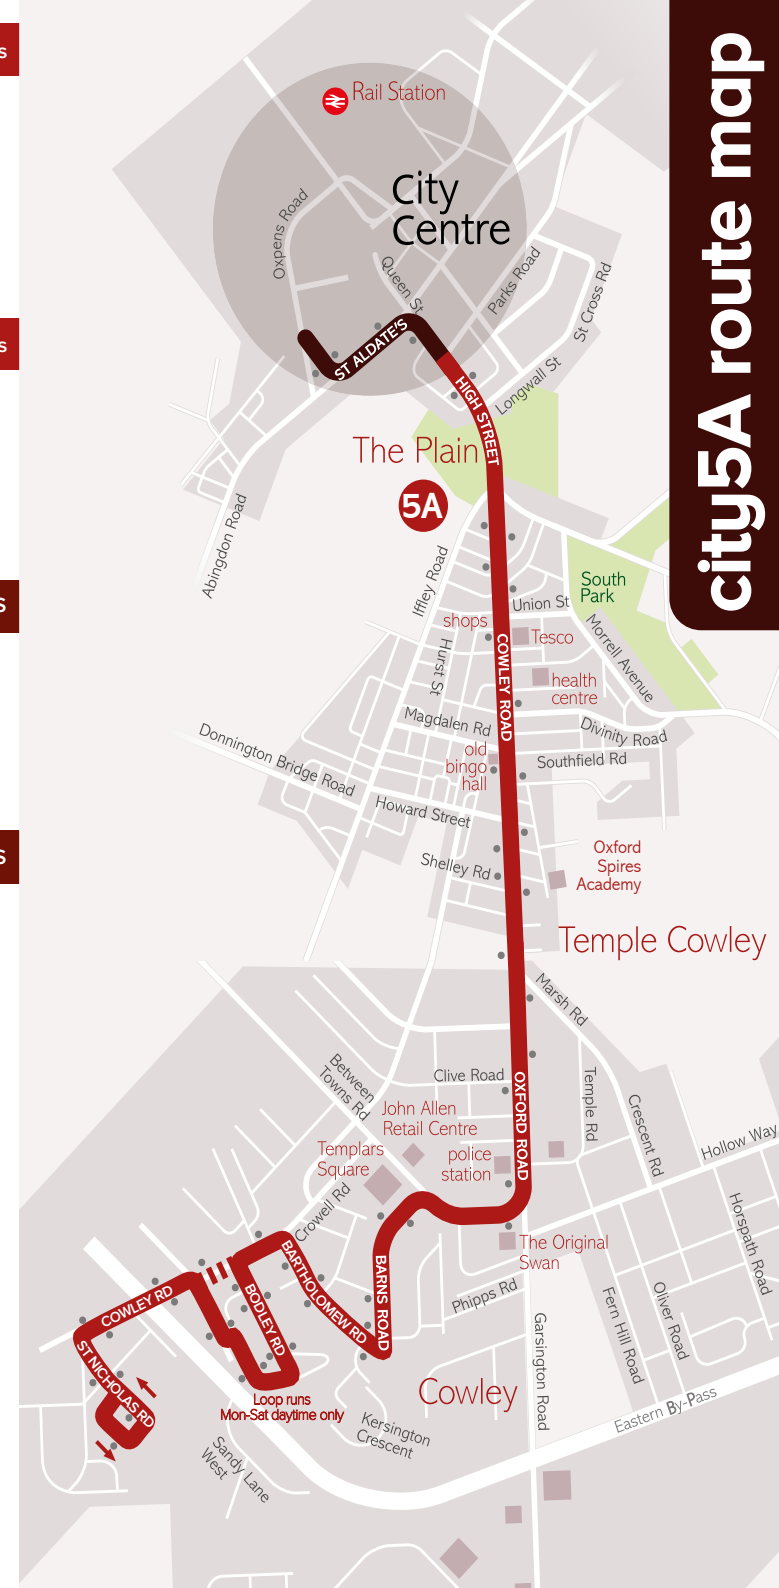 city5A route map
s
s
S
S
Rail Station
City
Centre
Oxpens Road
Queen St
Parks Road
St Cross Rd
ST ALDATE'S
HIGH STREET
Longwall St
The Plain
5A
Abingdon Road
Iffley Road
South
Park
Union St
shops
Tesco
Hurst St
COWLEY ROAD
Morrell Avenue
health
centre
Magdalen Rd
Divinity Road
old
bingo
hall
Southfield Rd
Donnington Bridge Road
Howard Street
Shelley Rd
Oxford
Spires
Academy
Temple Cowley
Marsh Rd
Between
Towns Rd
Clive Road
OXFORD ROAD
Temple Rd
Crescent Rd
John Allen
Retail Centre
Templars
Square
police
station
Hollow Way
Crowell Rd
Horspath Road
The Original
Swan
BARTHOLOMEW RD
BARNS ROAD
BODLEY RD
COWLEY RD
Phipps Rd
Fern Hill Road
Oliver Road
Garsington Road
ST NICHOLAS RD
Loop runs
Mon-Sat daytime only
Cowley
Kersington
Crescent
Eastern By-Pass
Sandy Lane
West